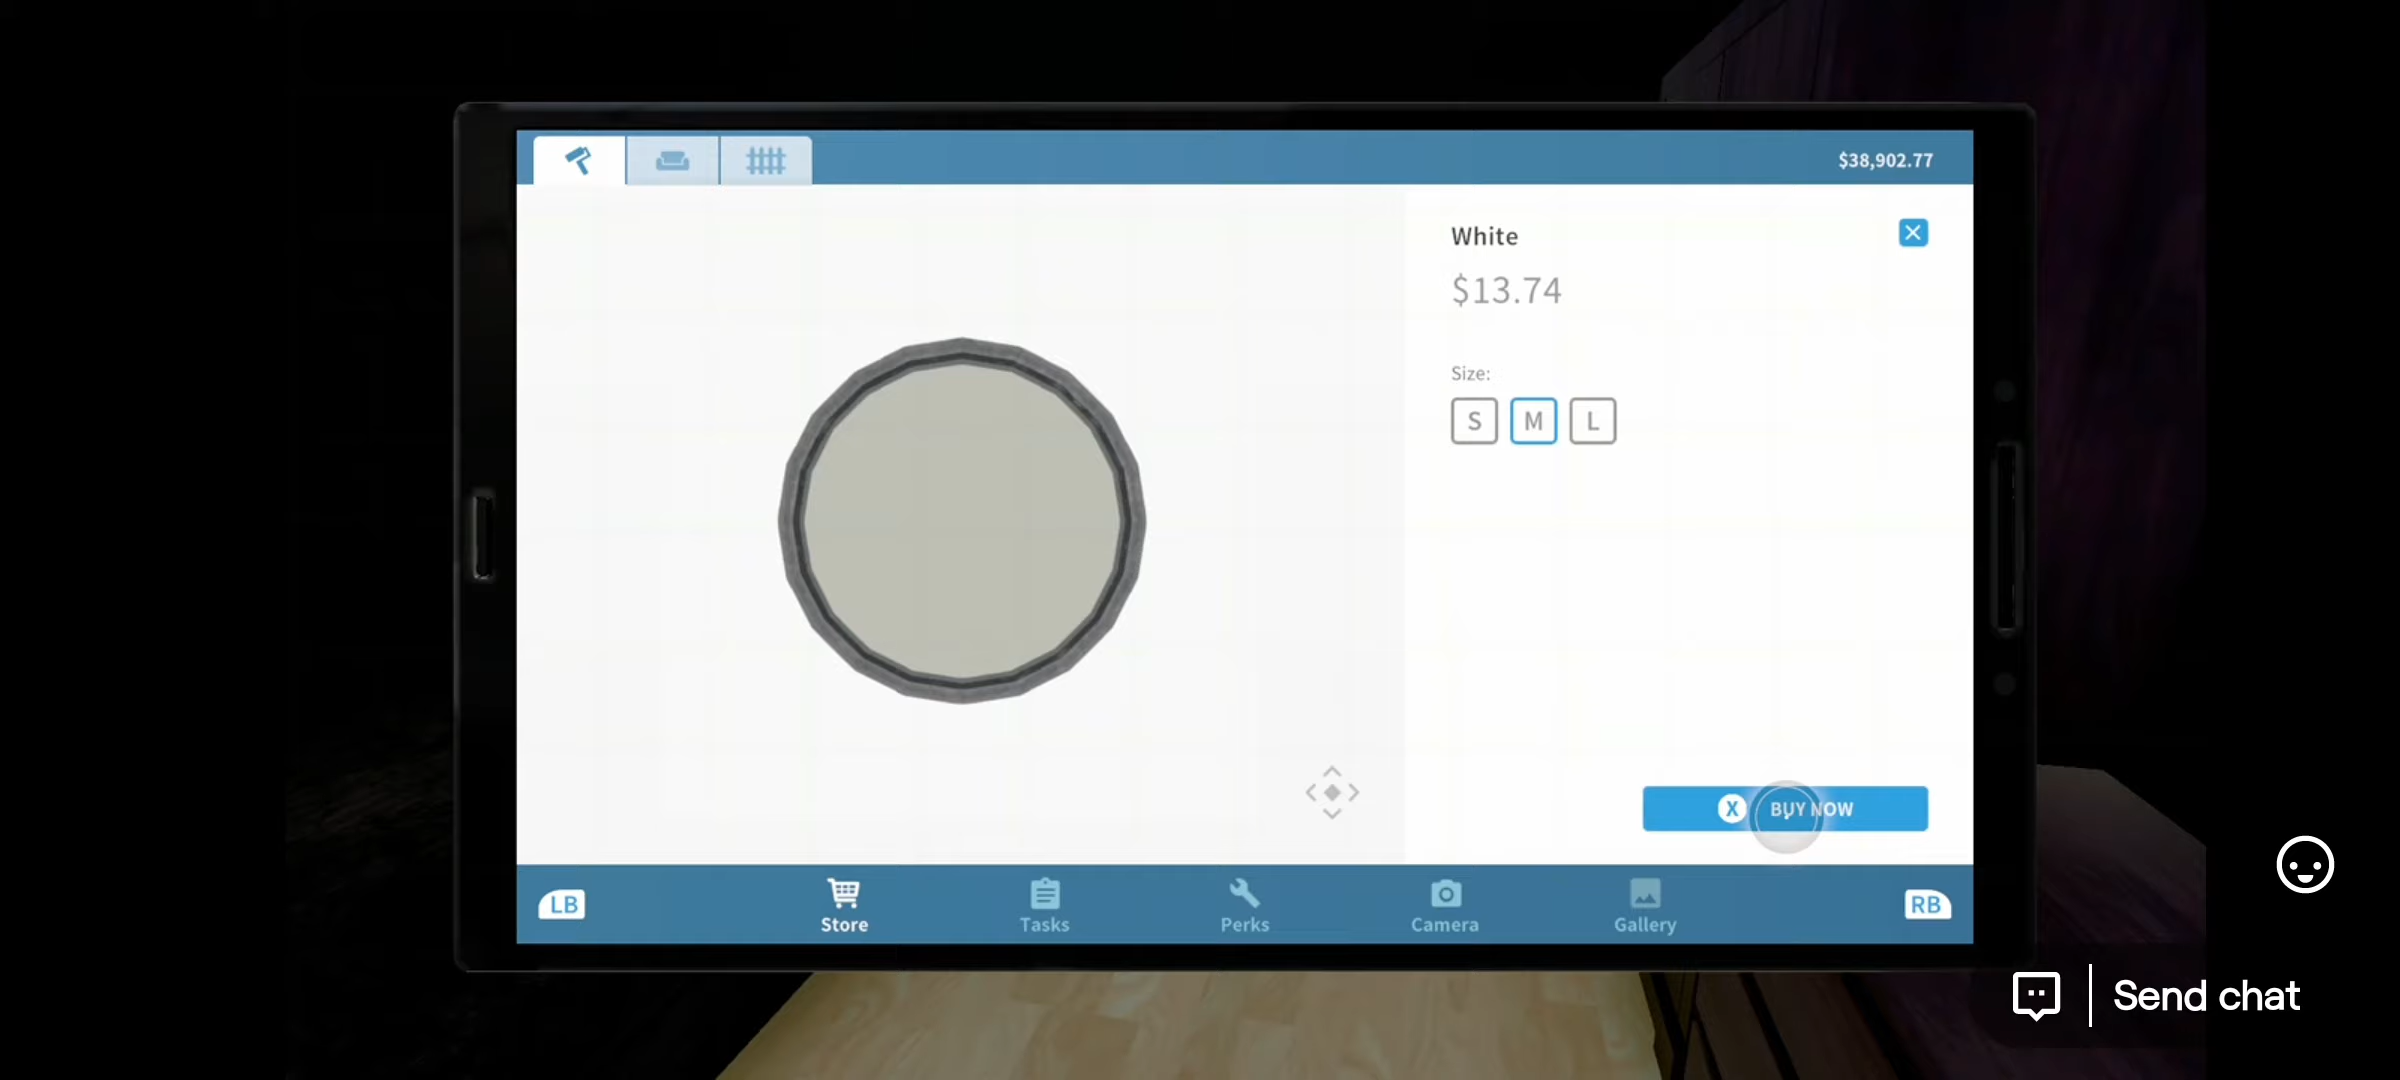 $38,902.77
White
$13.74
Size:
S M L
X BUY NOW
LB Store Tasks Perks Camera Gallery RB
Send chat